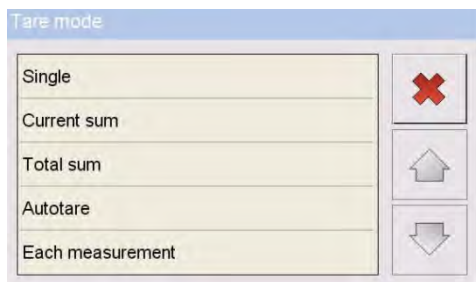 Tare mode
Single
Current sum
Total sum
Autotare
Each measurement